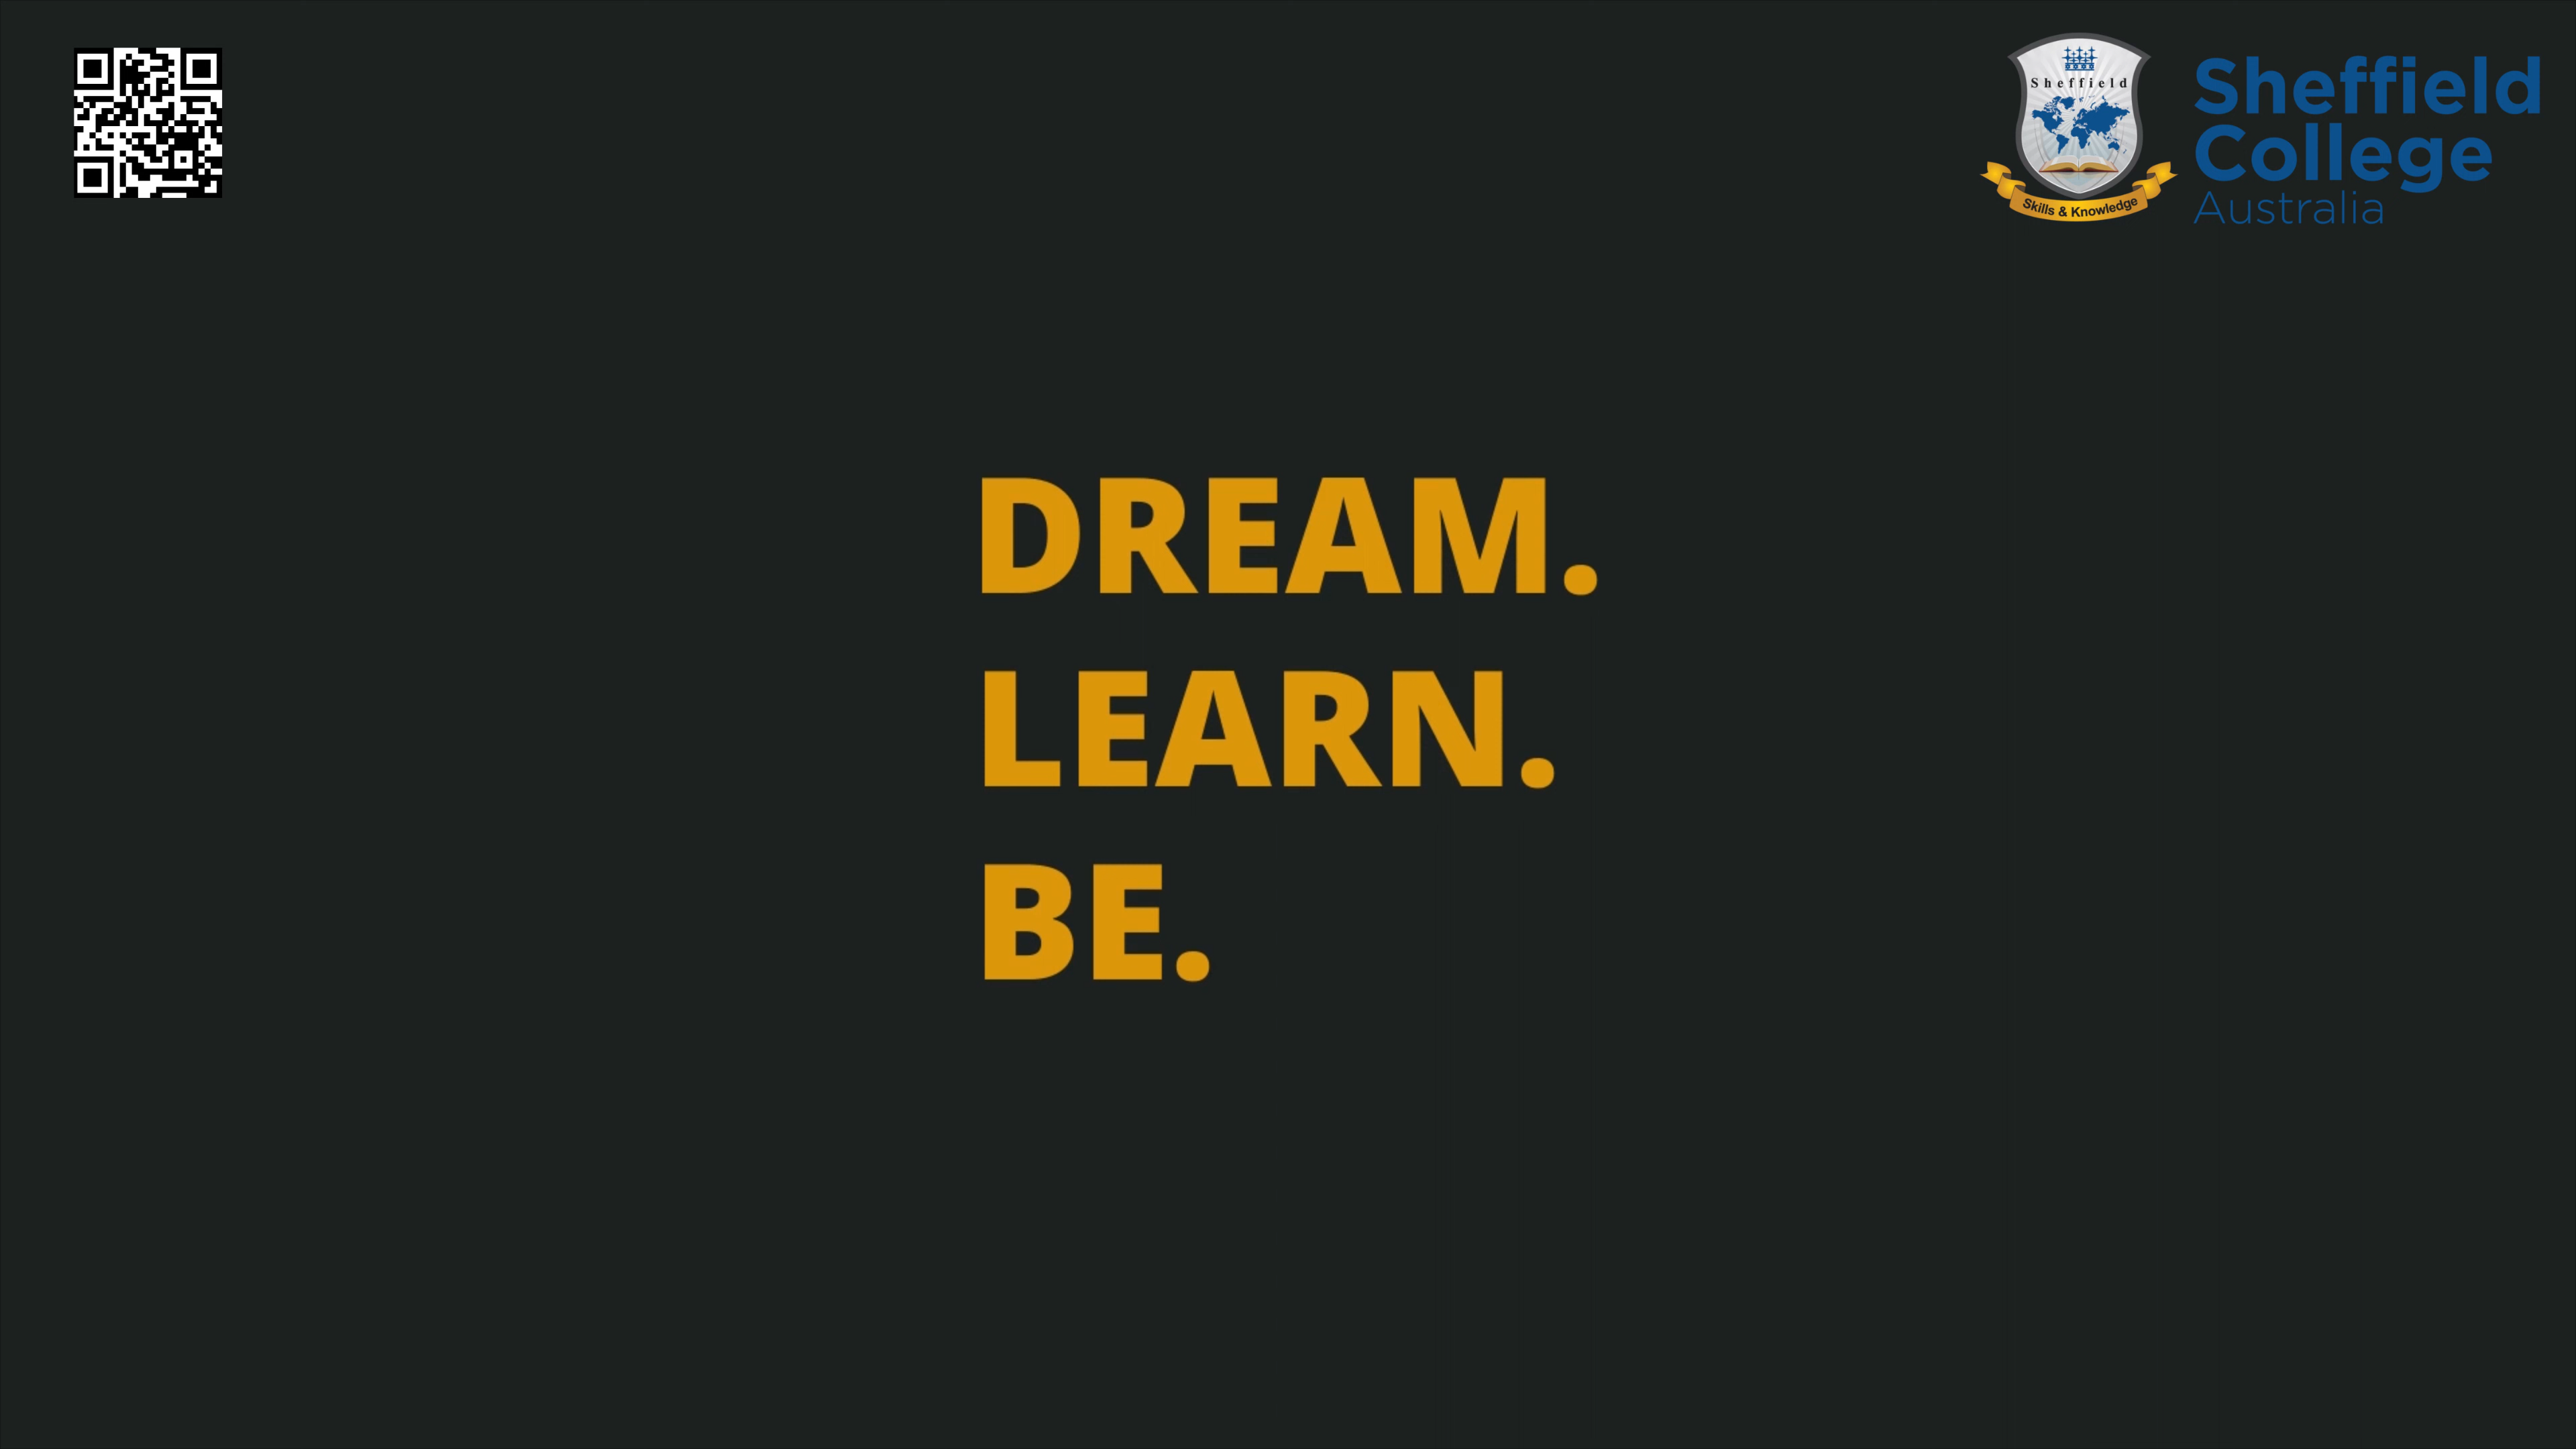 Sheffield
Skills & Knowledge
Sheffield
College
Australia
DREAM.
LEARN.
BE.